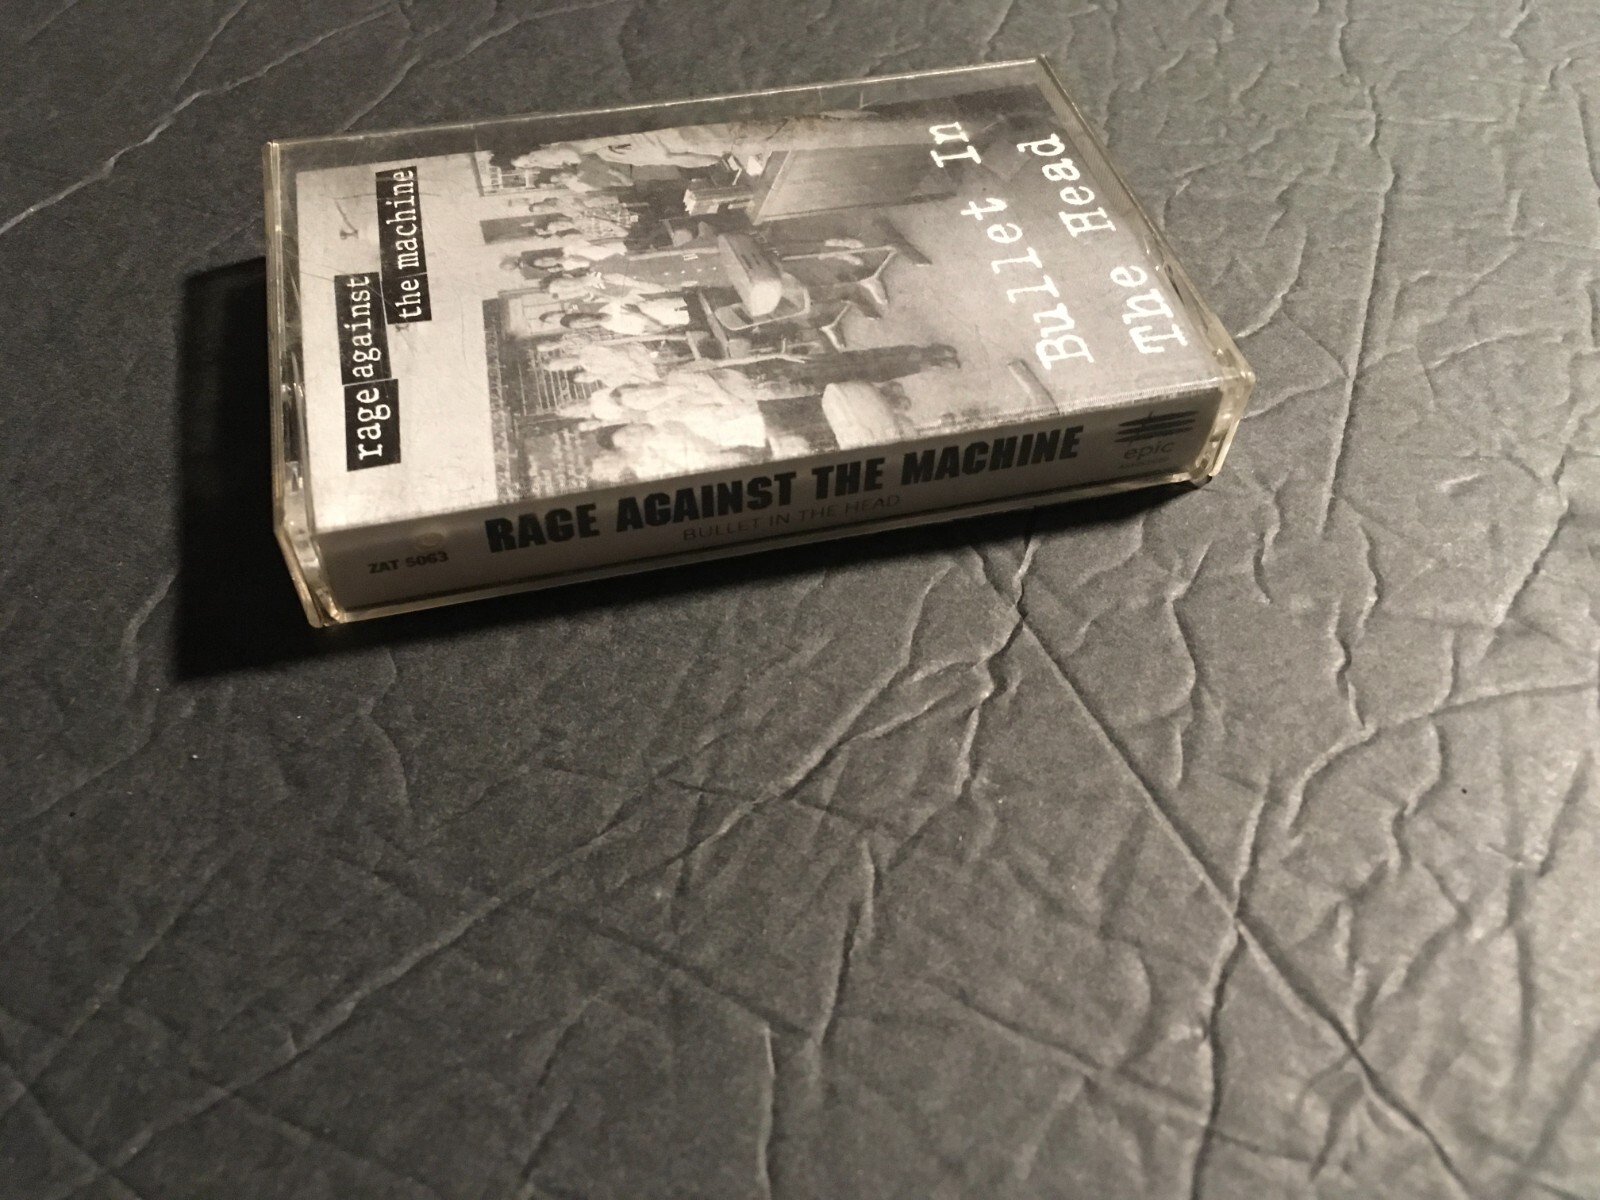 rage against
the machine
Bullet In
The Head
RAGE AGAINST THE MACHINE
BULLET IN THE HEAD
ZAT 5063
epic